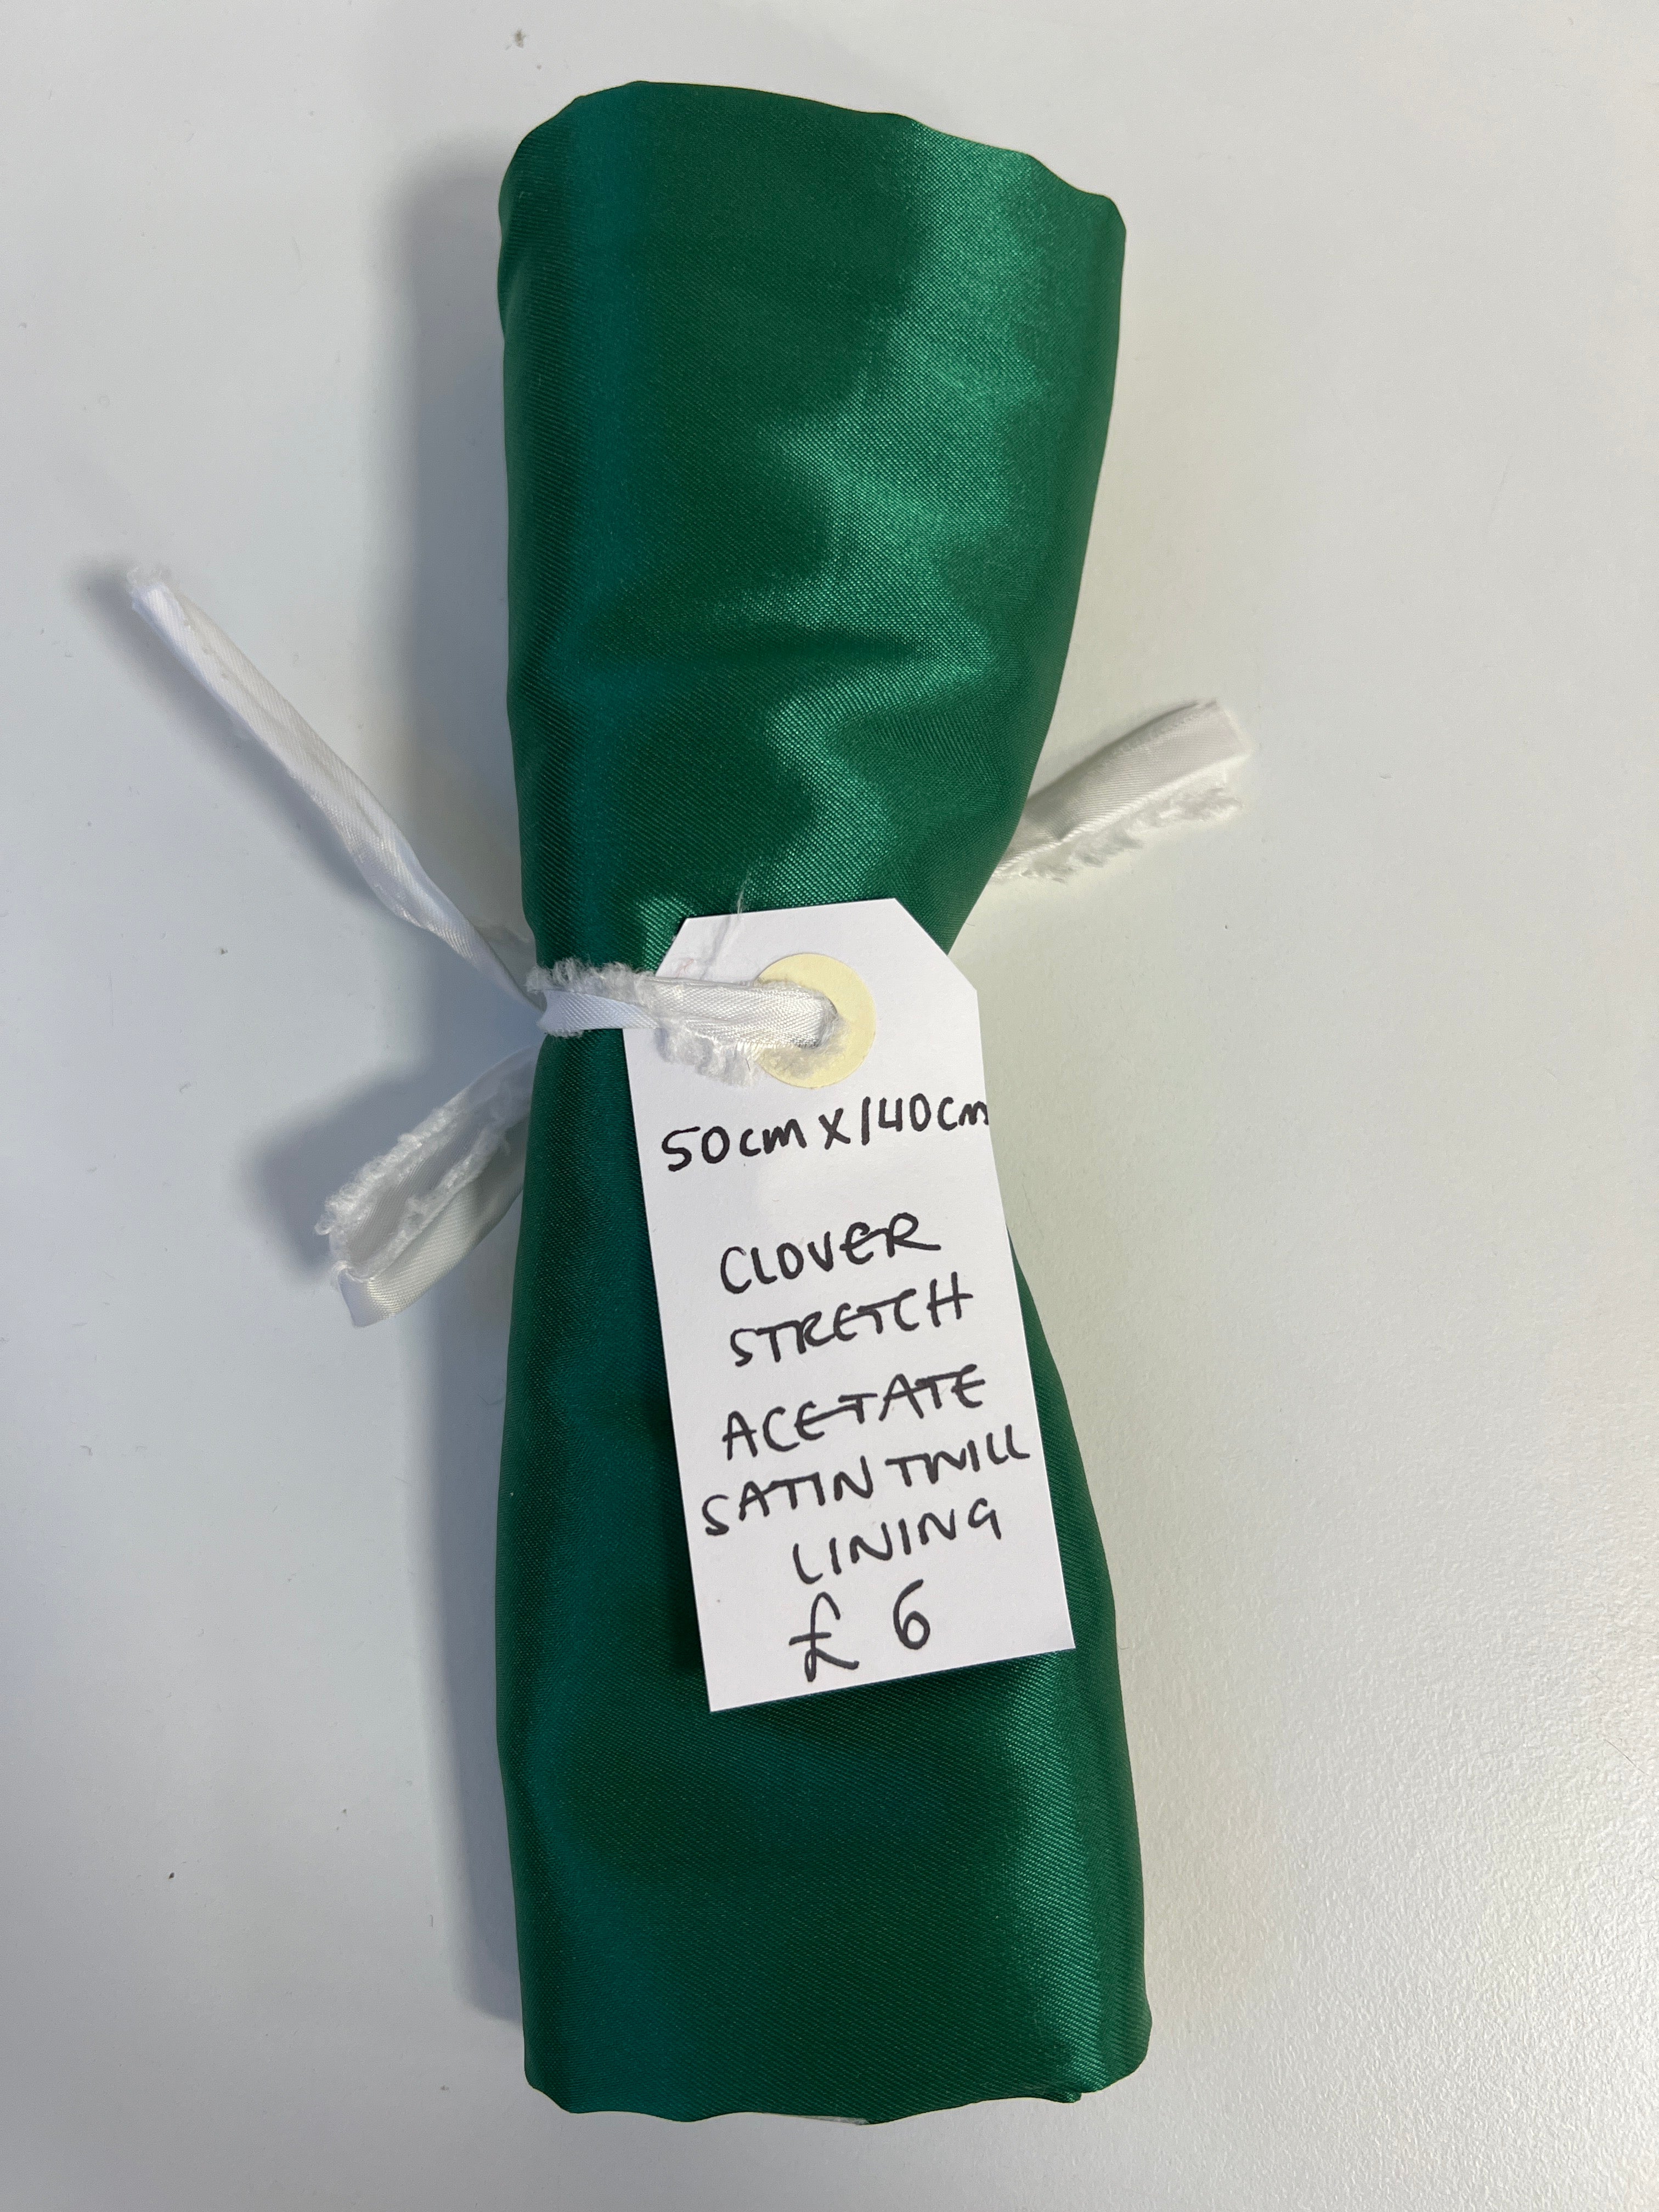 50cm x 140cm
CLOVER
STRETCH
ACETATE
SATIN TWILL
LINING
£ 6